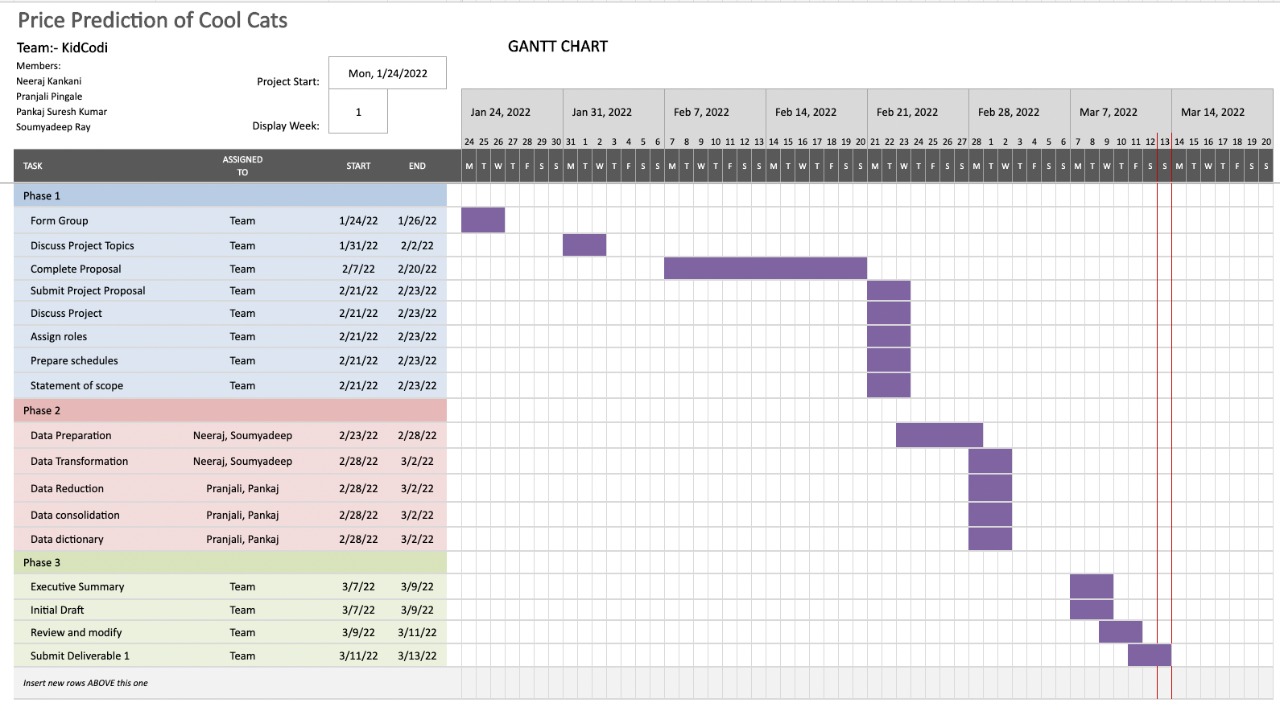 Price Prediction of Cool Cats
Team:- KidCodi
GANTT CHART
Members:
Neeraj Kankani
Pranjali Pingale
Pankaj Suresh Kumar
Soumyadeep Ray
Project Start: Mon, 1/24/2022
Display Week: 1
Jan 24, 2022 Jan 31, 2022 Feb 7, 2022 Feb 14, 2022 Feb 21, 2022 Feb 28, 2022 Mar 7, 2022 Mar 14, 2022
24 25 26 27 28 29 30 31 1 2 3 4 5 6 7 8 9 10 11 12 13 14 15 16 17 18 19 20 21 22 23 24 25 26 27 28 1 2 3 4 5 6 7 8 9 10 11 12 13 14 15 16 17 18 19 20
TASK ASSIGNED TO START END M T W T F S S M T W T F S S M T W T F S S M T W T F S S M T W T F S S M T W T F S S M T W T F S S M T W T F S S
Phase 1
Form Group Team 1/24/22 1/26/22
Discuss Project Topics Team 1/31/22 2/2/22
Complete Proposal Team 2/7/22 2/20/22
Submit Project Proposal Team 2/21/22 2/23/22
Discuss Project Team 2/21/22 2/23/22
Assign roles Team 2/21/22 2/23/22
Prepare schedules Team 2/21/22 2/23/22
Statement of scope Team 2/21/22 2/23/22
Phase 2
Data Preparation Neeraj, Soumyadeep 2/23/22 2/28/22
Data Transformation Neeraj, Soumyadeep 2/28/22 3/2/22
Data Reduction Pranjali, Pankaj 2/28/22 3/2/22
Data consolidation Pranjali, Pankaj 2/28/22 3/2/22
Data dictionary Pranjali, Pankaj 2/28/22 3/2/22
Phase 3
Executive Summary Team 3/7/22 3/9/22
Initial Draft Team 3/7/22 3/9/22
Review and modify Team 3/9/22 3/11/22
Submit Deliverable 1 Team 3/11/22 3/13/22
Insert new rows ABOVE this one